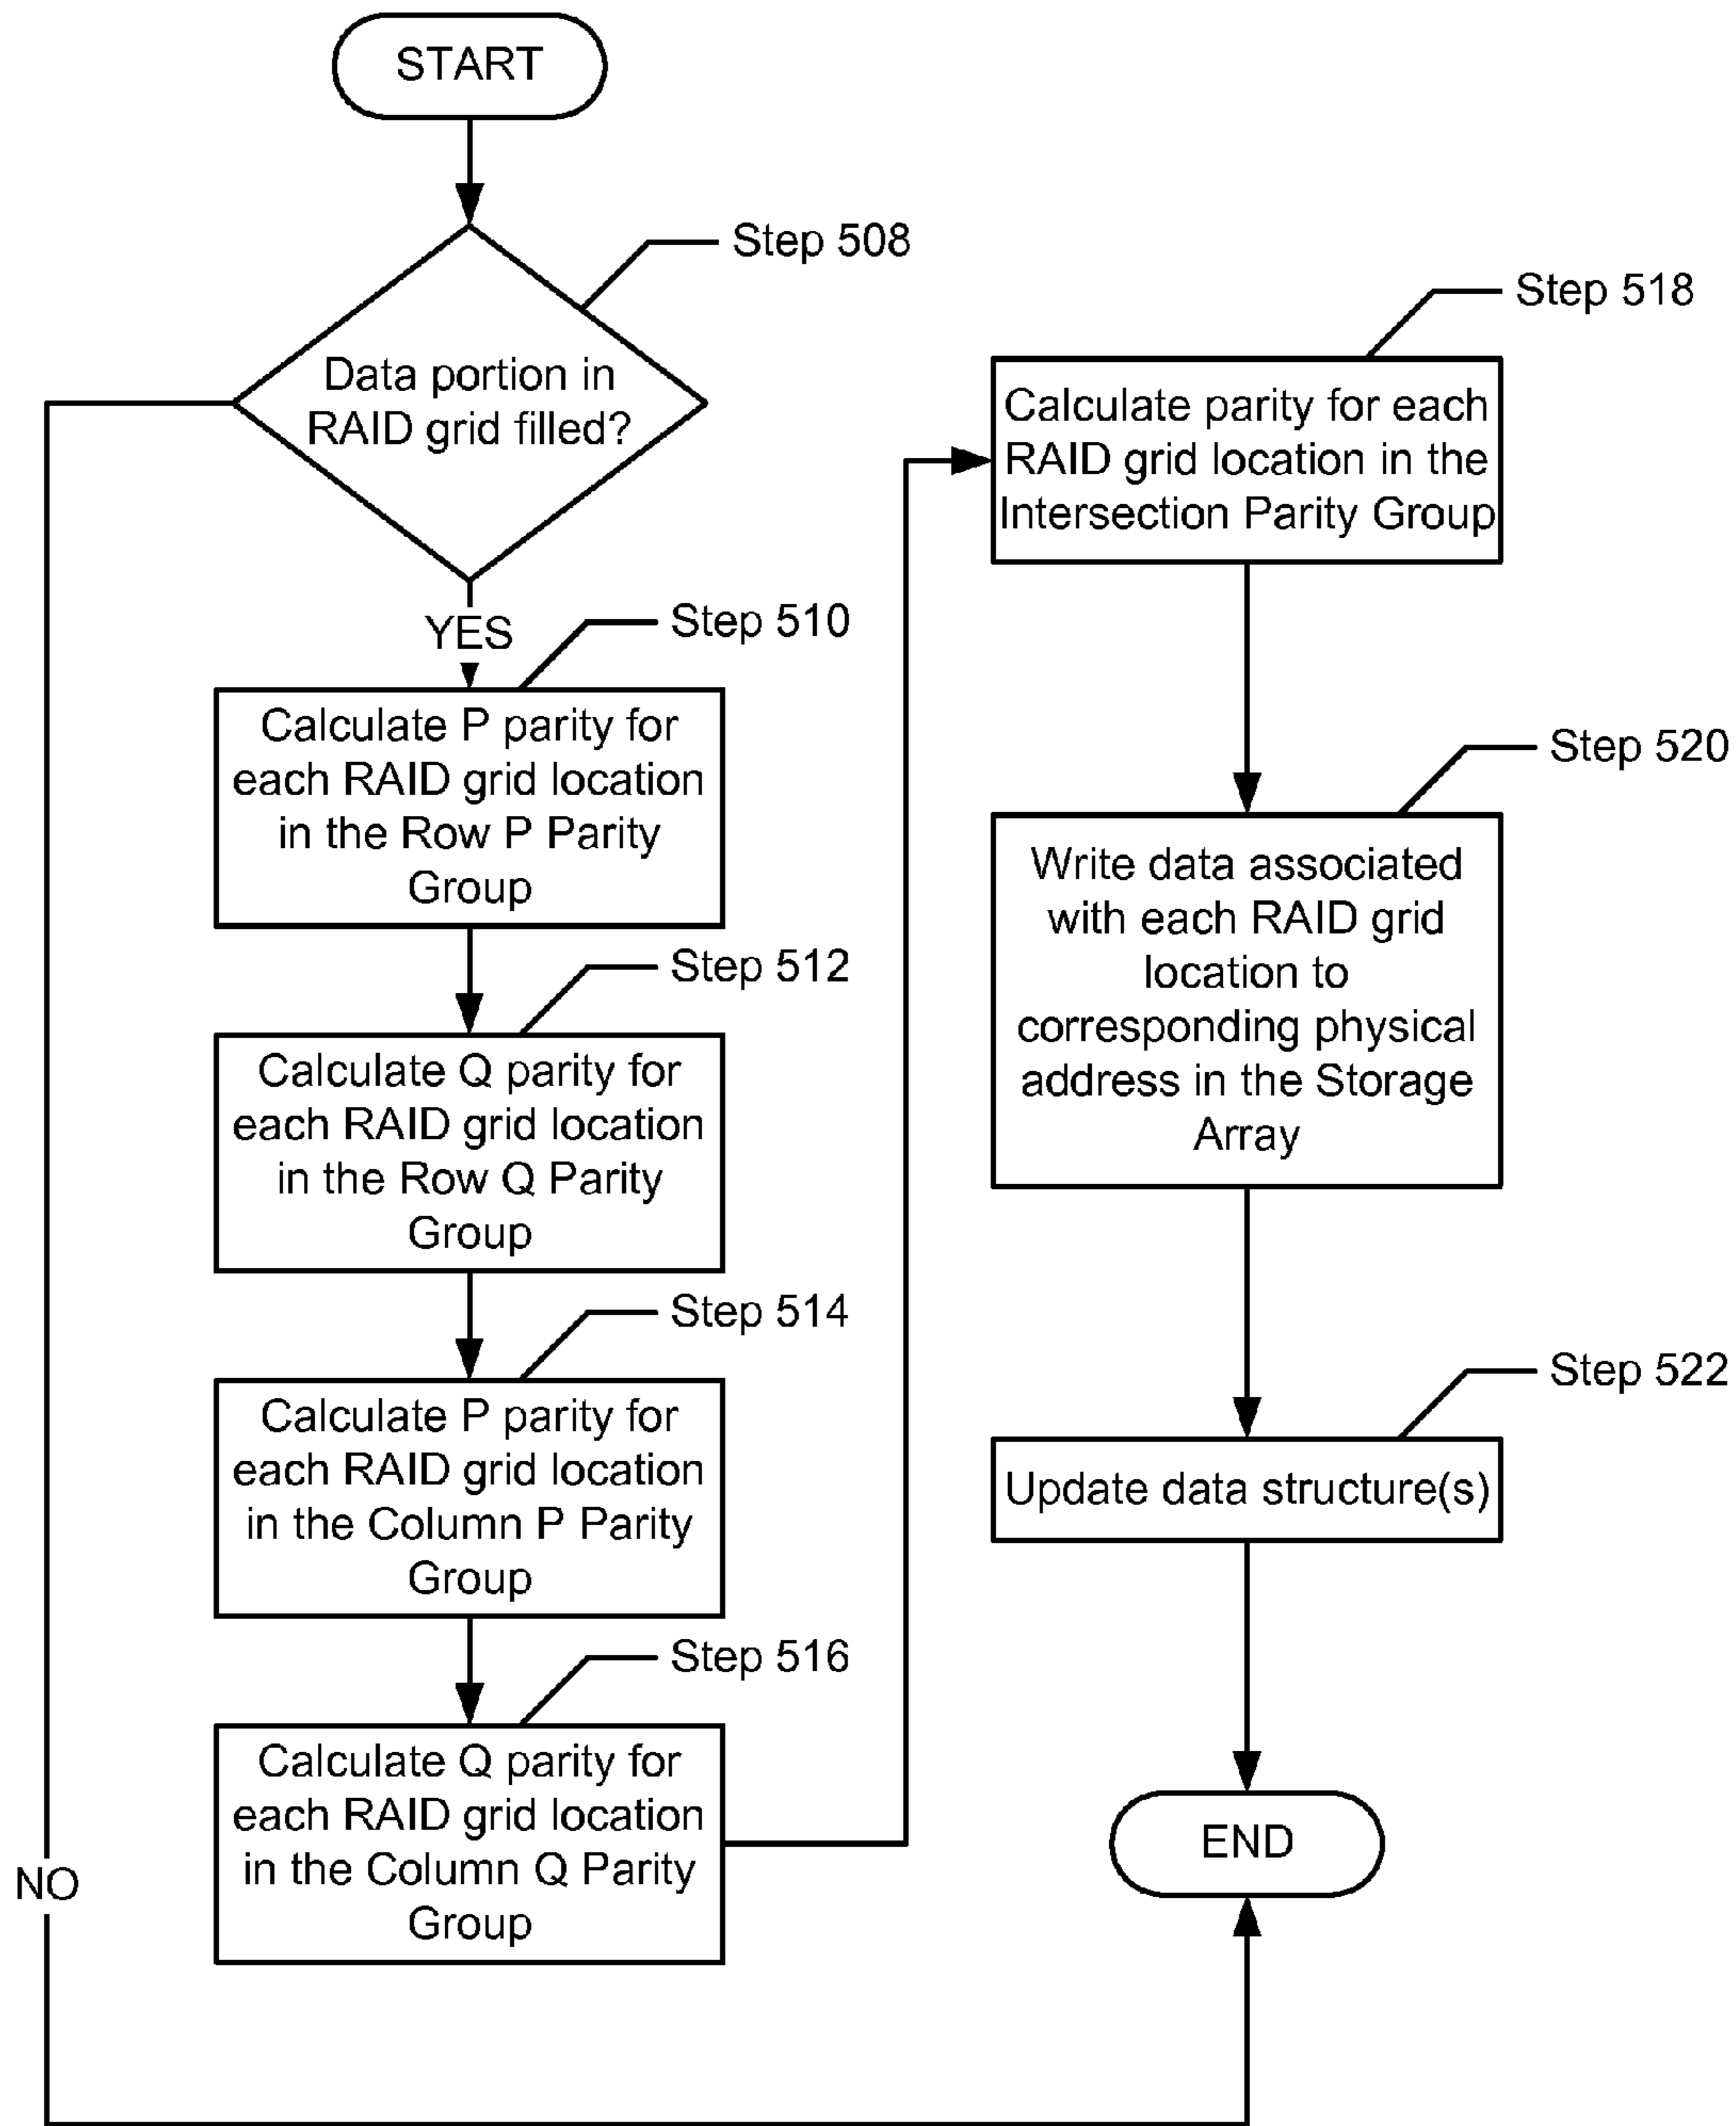 START
Step 508
Data portion in
RAID grid filled?
YES
Step 510
Calculate P parity for
each RAID grid location
in the Row P Parity
Group
Step 512
Calculate Q parity for
each RAID grid location
in the Row Q Parity
Group
Step 514
Calculate P parity for
each RAID grid location
in the Column P Parity
Group
Step 516
Calculate Q parity for
each RAID grid location
in the Column Q Parity
Group
NO
Step 518
Calculate parity for each
RAID grid location in the
Intersection Parity Group
Step 520
Write data associated
with each RAID grid
location to
corresponding physical
address in the Storage
Array
Step 522
Update data structure(s)
END